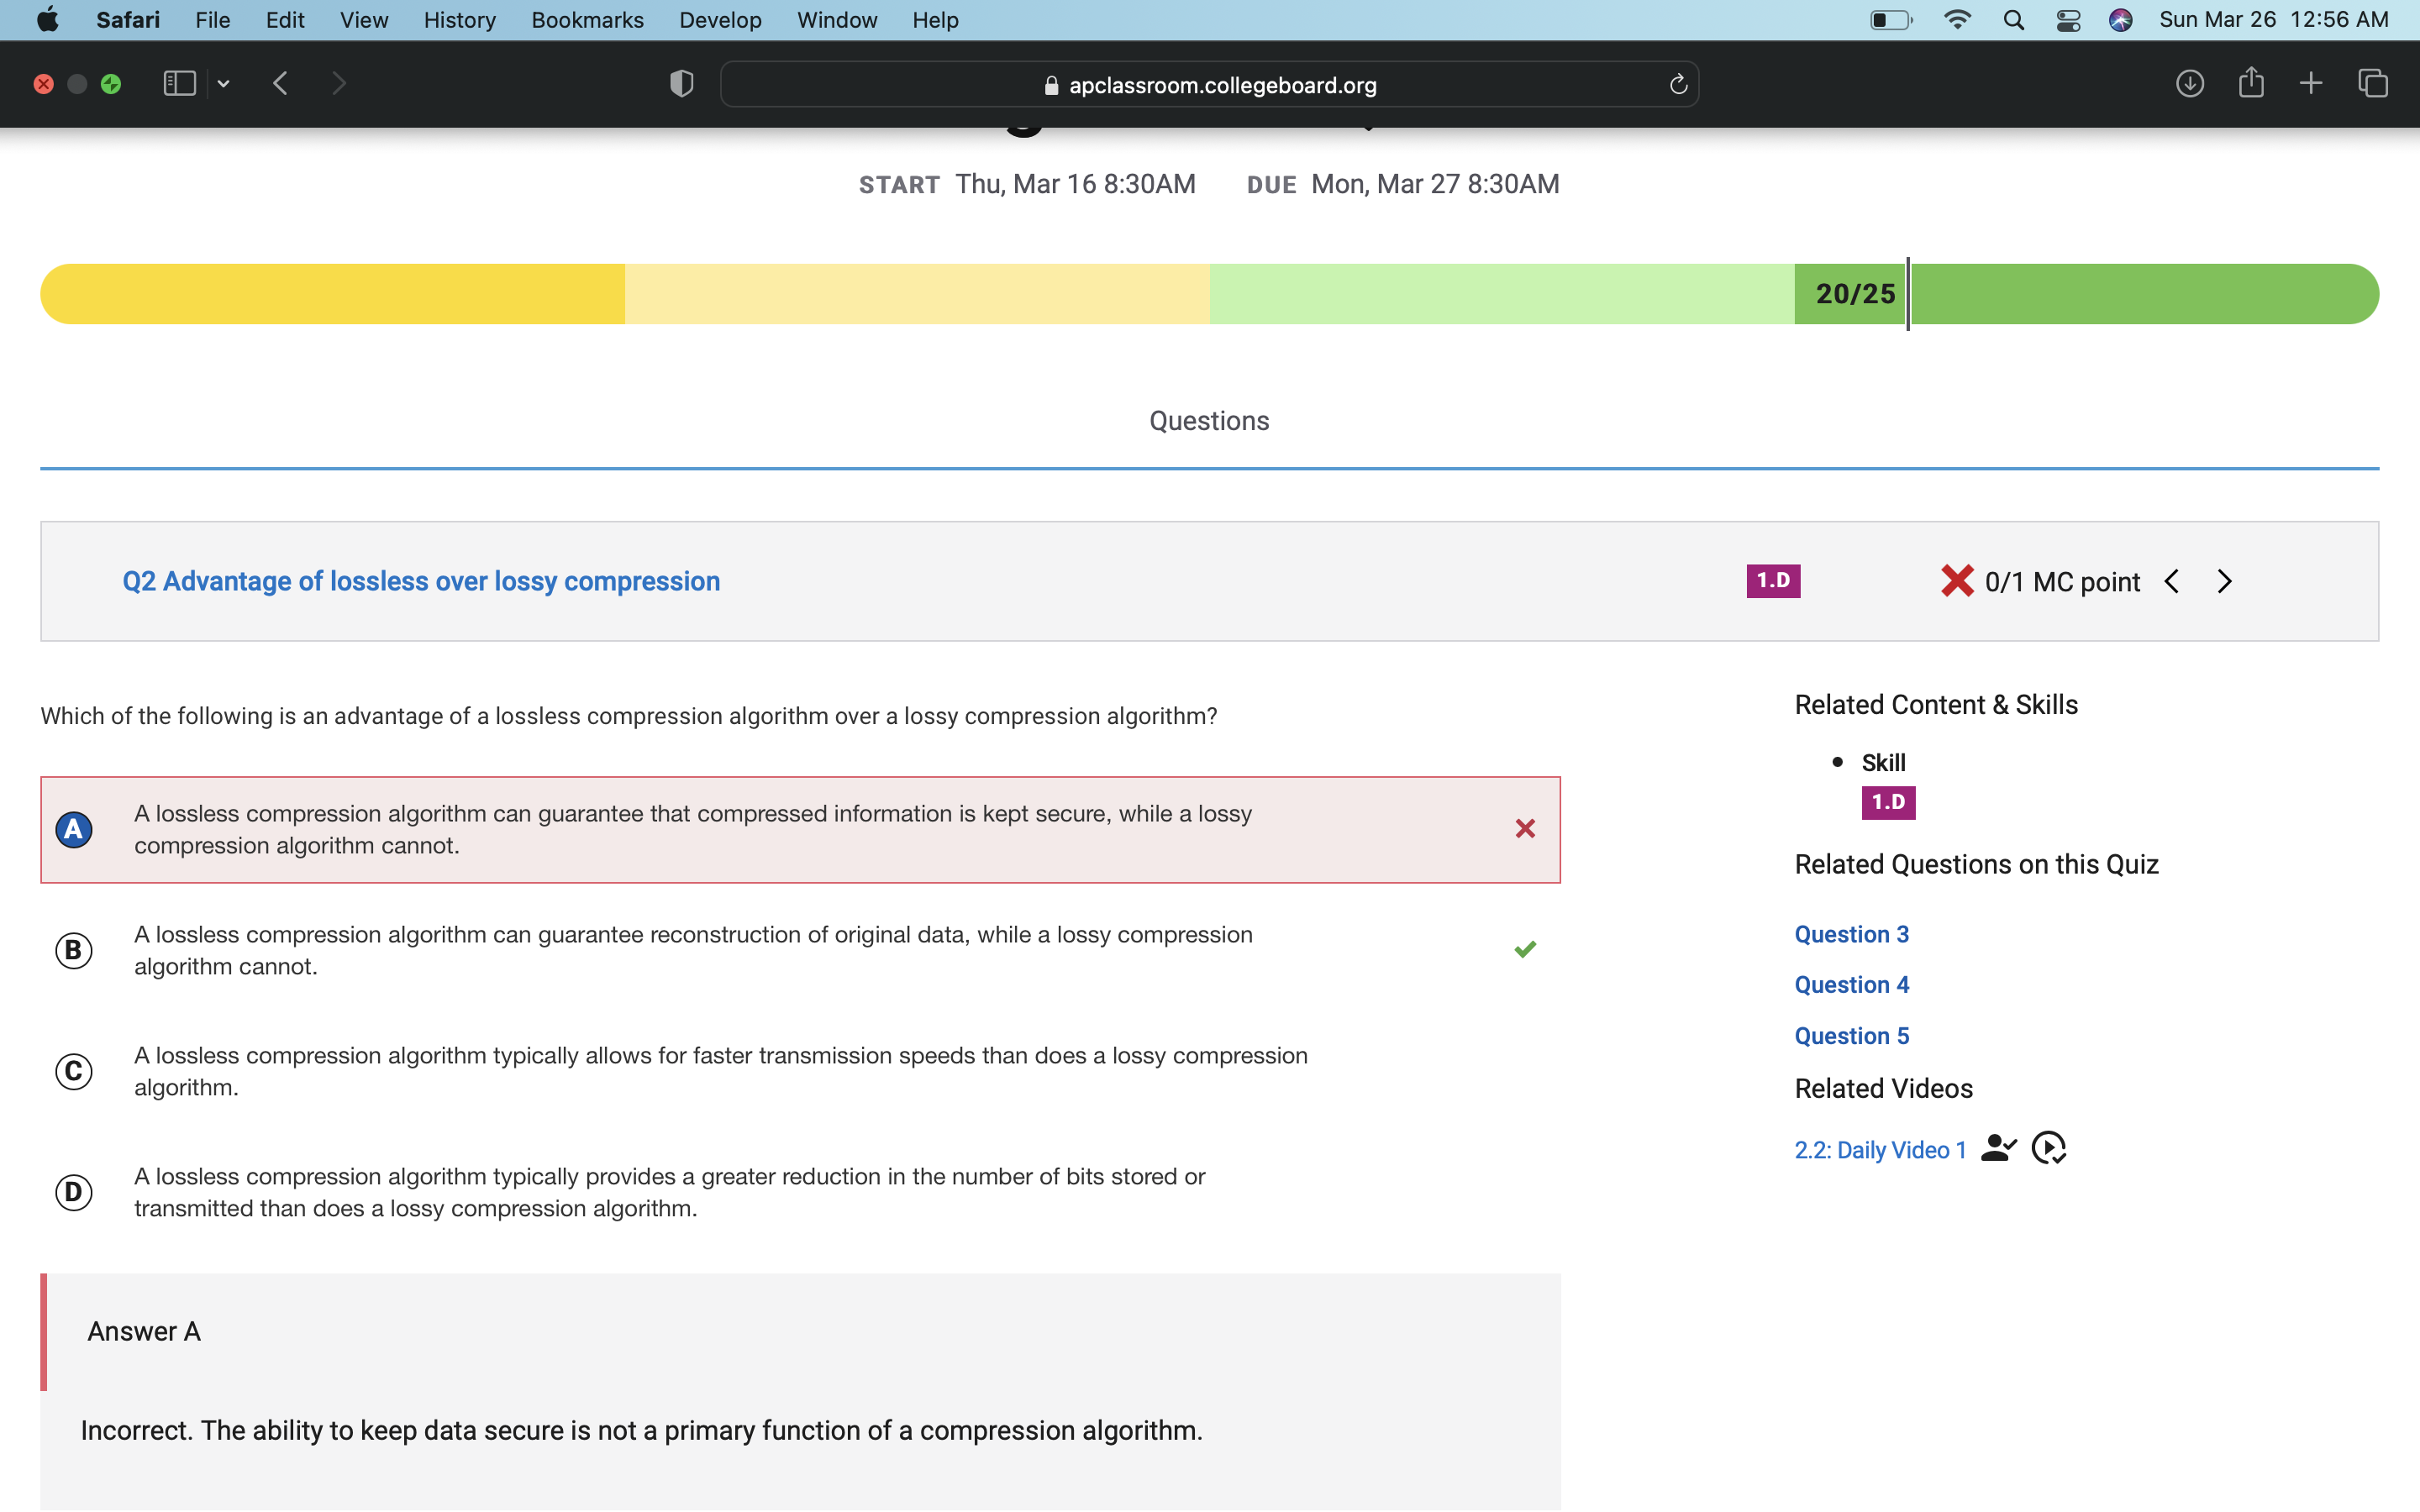 Safari File Edit View History Bookmarks Develop Window Help Sun Mar 26 12:56 AM
apclassroom.collegeboard.org
START Thu, Mar 16 8:30AM DUE Mon, Mar 27 8:30AM
20/25
Questions
Q2 Advantage of lossless over lossy compression 1.D 0/1 MC point
Which of the following is an advantage of a lossless compression algorithm over a lossy compression algorithm?
A A lossless compression algorithm can guarantee that compressed information is kept secure, while a lossy
compression algorithm cannot.
B A lossless compression algorithm can guarantee reconstruction of original data, while a lossy compression
algorithm cannot.
C A lossless compression algorithm typically allows for faster transmission speeds than does a lossy compression
algorithm.
D A lossless compression algorithm typically provides a greater reduction in the number of bits stored or
transmitted than does a lossy compression algorithm.
Answer A
Incorrect. The ability to keep data secure is not a primary function of a compression algorithm.
Related Content & Skills
Skill
1.D
Related Questions on this Quiz
Question 3
Question 4
Question 5
Related Videos
2.2: Daily Video 1